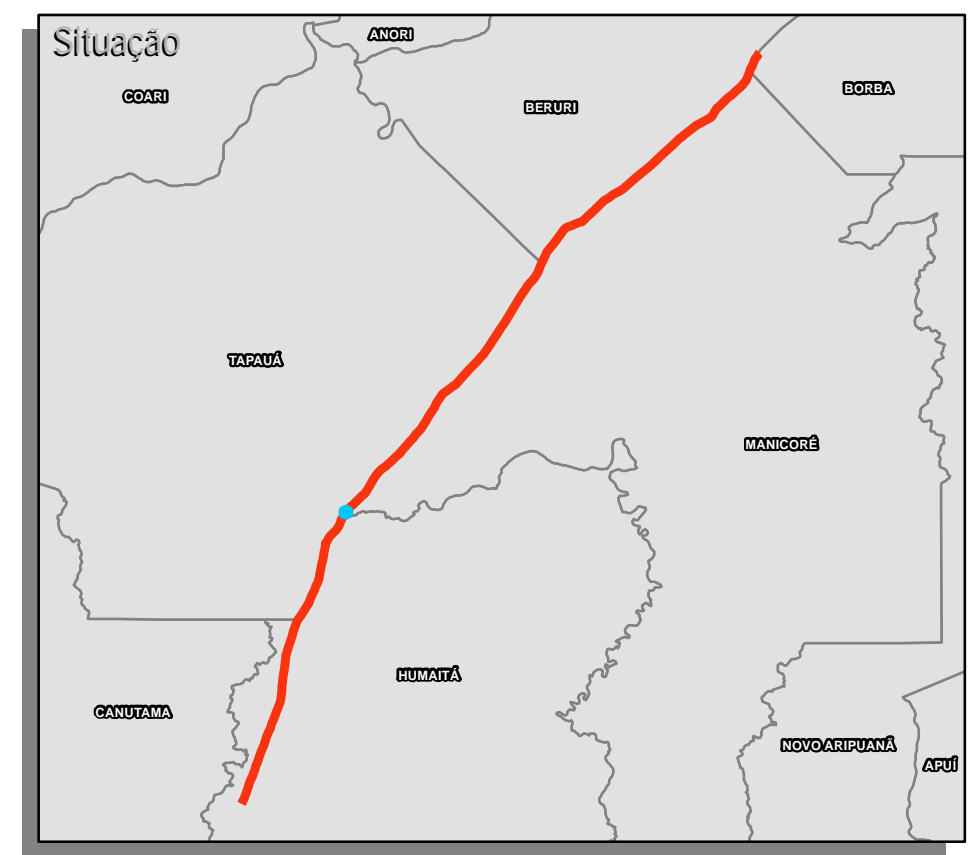 Situação
ANORI
COARI
BORBA
BERURI
TAPAUÁ
MANICORÉ
HUMAITÁ
CANUTAMA
NOVO ARIPUANÃ
APUÍ